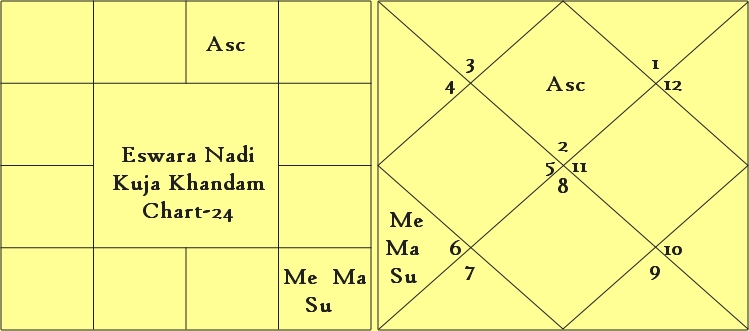 Asc
Eswara Nadi
Kuja Khandam
Chart-24
Me Ma
Su
3
1
4
Asc
12
2
5
11
8
Me
Ma
Su
6
10
7
9